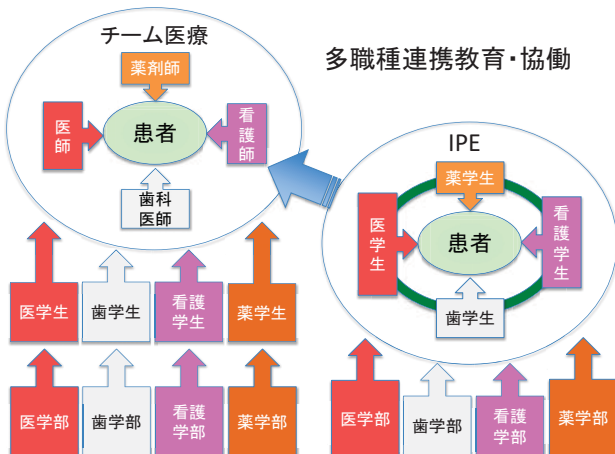 チーム医療
多職種連携教育・協働
薬剤師
医師
患者
看護師
歯科
医師
IPE
薬学生
医学生
患者
看護学生
歯学生
医学生
歯学生
看護
学生
薬学生
医学部
歯学部
看護
学部
薬学部
医学部
歯学部
看護
学部
薬学部